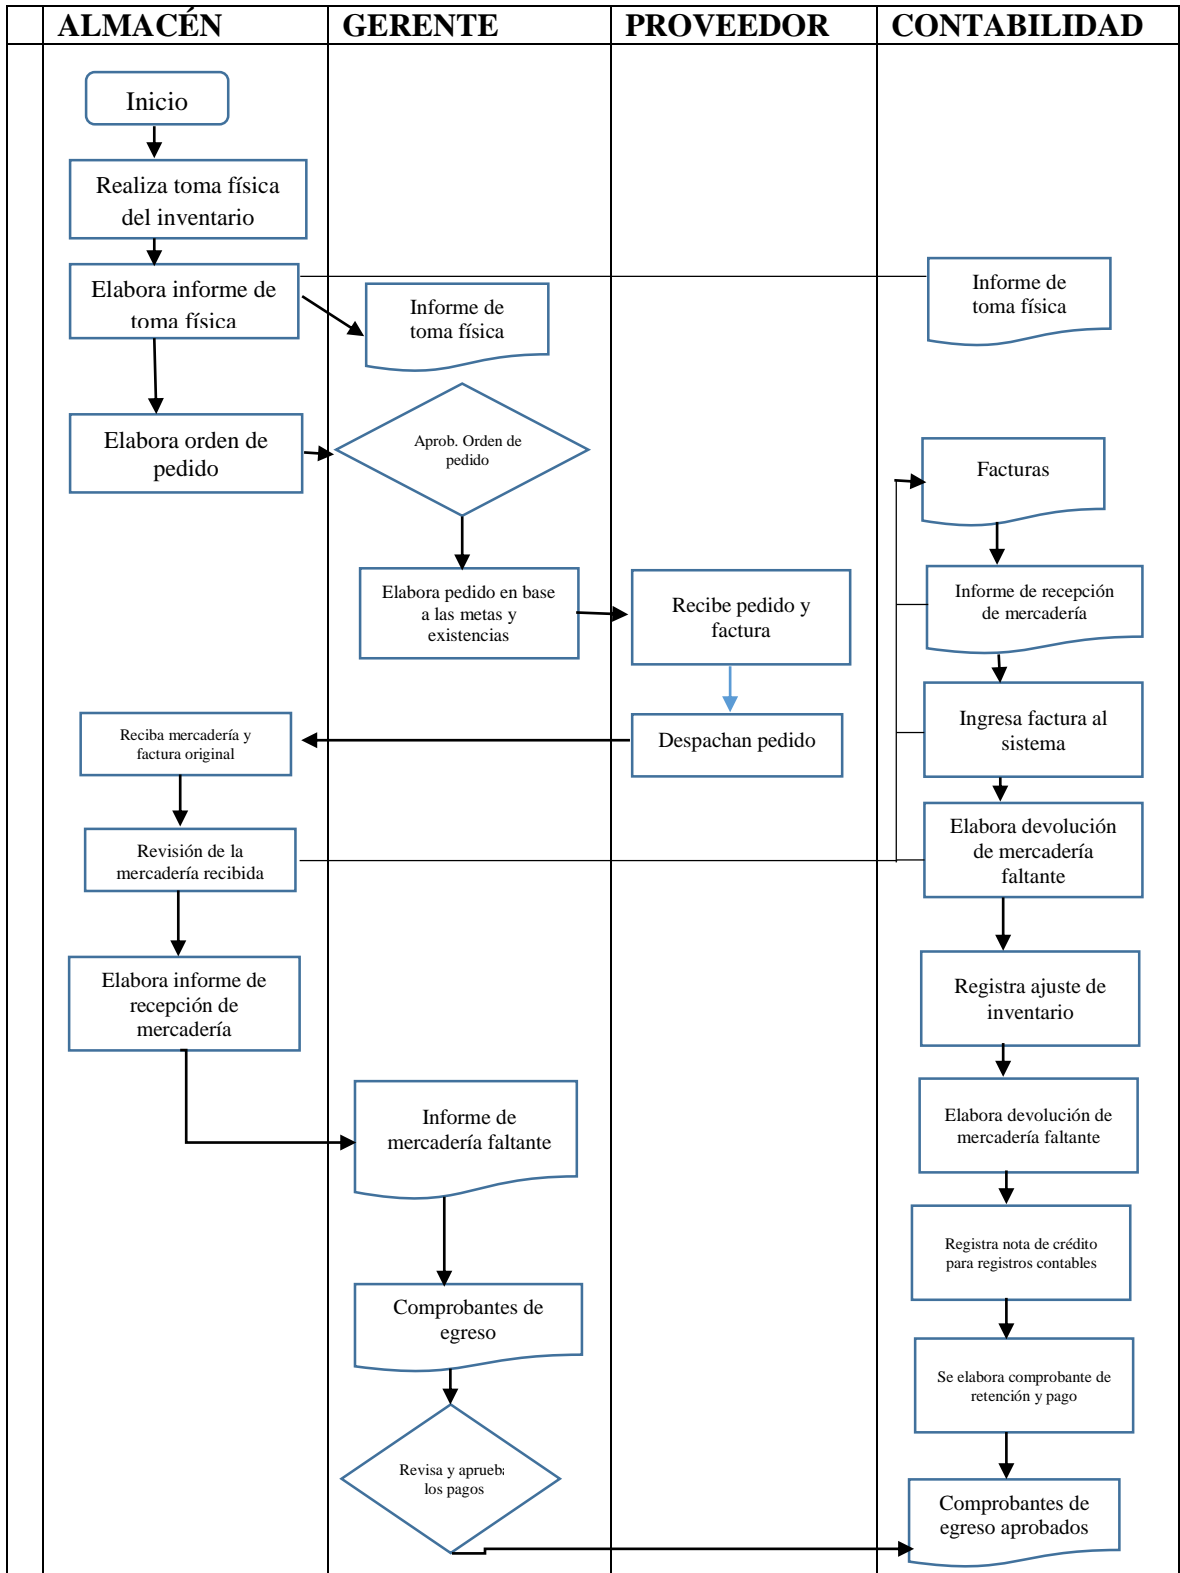 ALMACÉN
GERENTE
PROVEEDOR
CONTABILIDAD
Inicio
Realiza toma física
del inventario
Elabora informe de
toma física
Informe de
toma física
Informe de
toma física
Elabora orden de
pedido
Aprob. Orden de
pedido
Facturas
Elabora pedido en base
a las metas y
existencias
Recibe pedido y
factura
Informe de recepción
de mercadería
Reciba mercadería y
factura original
Despachan pedido
Ingresa factura al
sistema
Revisión de la
mercadería recibida
Elabora devolución
de mercadería
faltante
Elabora informe de
recepción de
mercadería
Registra ajuste de
inventario
Informe de
mercadería faltante
Elabora devolución de
mercadería faltante
Registra nota de crédito
para registros contables
Comprobantes de
egreso
Se elabora comprobante de
retención y pago
Revisa y aprueba
los pagos
Comprobantes de
egreso aprobados